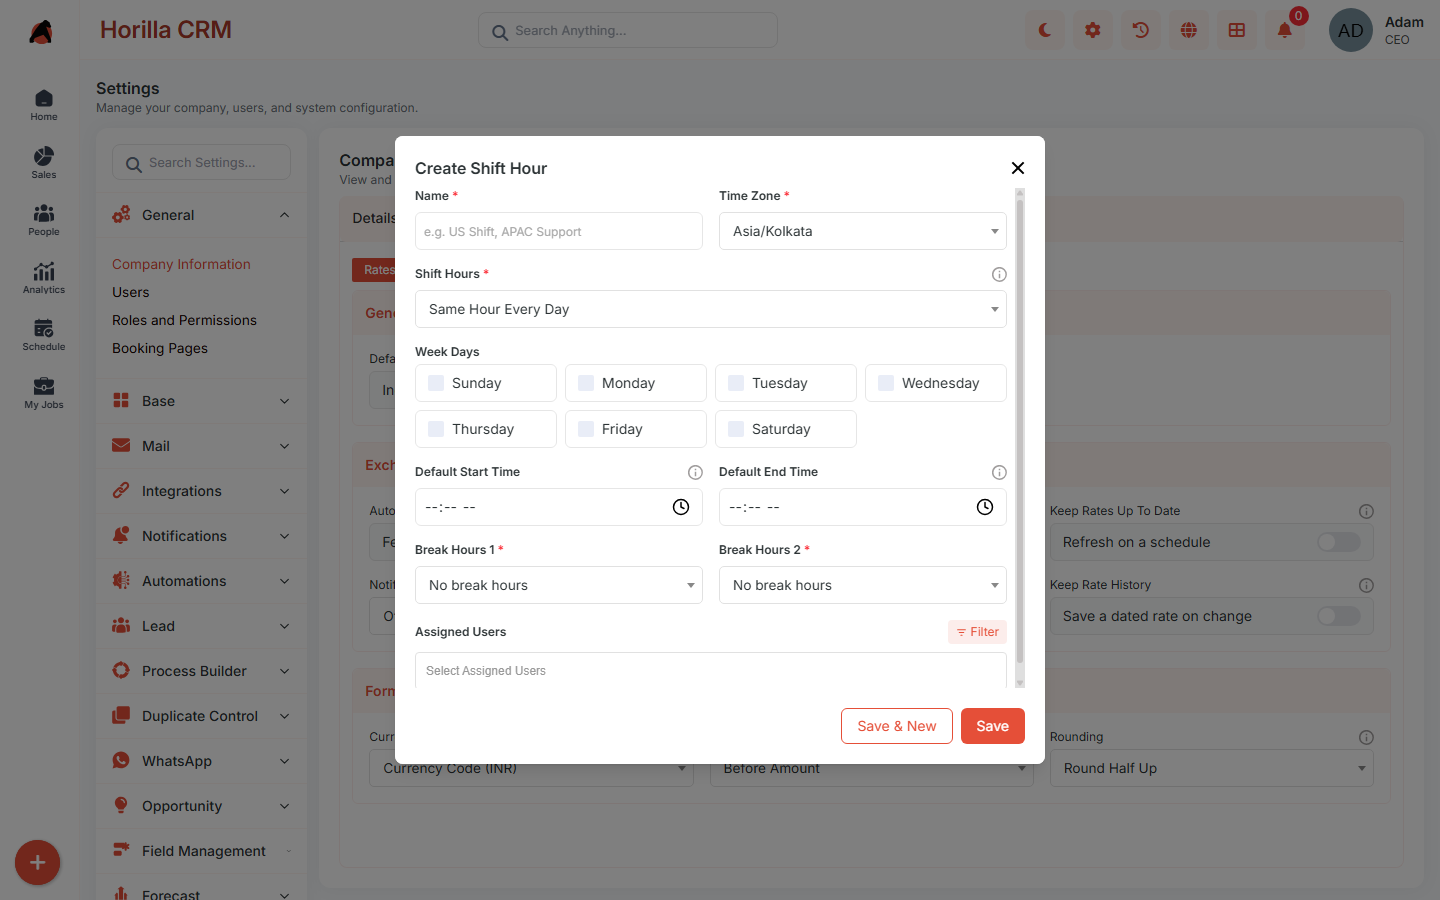 Horilla CRM
Search Anything...
0
AD
Adam
CEO
Home
Sales
People
Analytics
Schedule
My Jobs
Settings
Manage your company, users, and system configuration.
Search Settings...
General
Company Information
Users
Roles and Permissions
Booking Pages
Base
Mail
Integrations
Notifications
Automations
Lead
Process Builder
Duplicate Control
WhatsApp
Opportunity
Field Management
Forecast
View and
Details
Rates
Create Shift Hour
Name *
Time Zone *
e.g. US Shift, APAC Support
Asia/Kolkata
Shift Hours *
Same Hour Every Day
Week Days
Sunday
Monday
Tuesday
Wednesday
Thursday
Friday
Saturday
Default Start Time
Default End Time
--:-- --
--:-- --
Break Hours 1 *
Break Hours 2 *
No break hours
No break hours
Assigned Users
Filter
Select Assigned Users
Save & New
Save
Keep Rates Up To Date
Refresh on a schedule
Keep Rate History
Save a dated rate on change
Rounding
Currency Code (INR)
Before Amount
Round Half Up